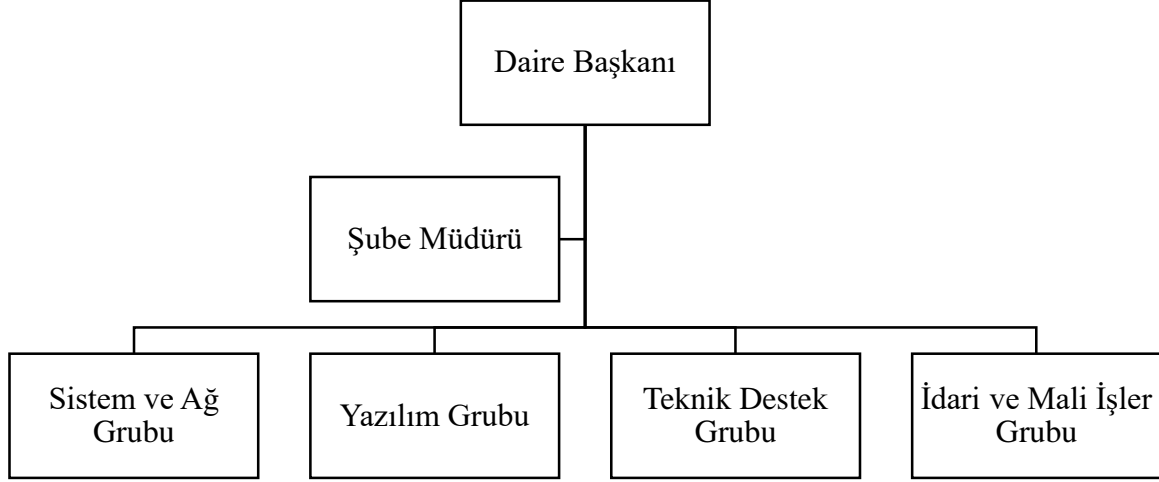 Daire Başkanı
Şube Müdürü
Sistem ve Ağ
Grubu
Yazılım Grubu
Teknik Destek
Grubu
İdari ve Mali İşler
Grubu